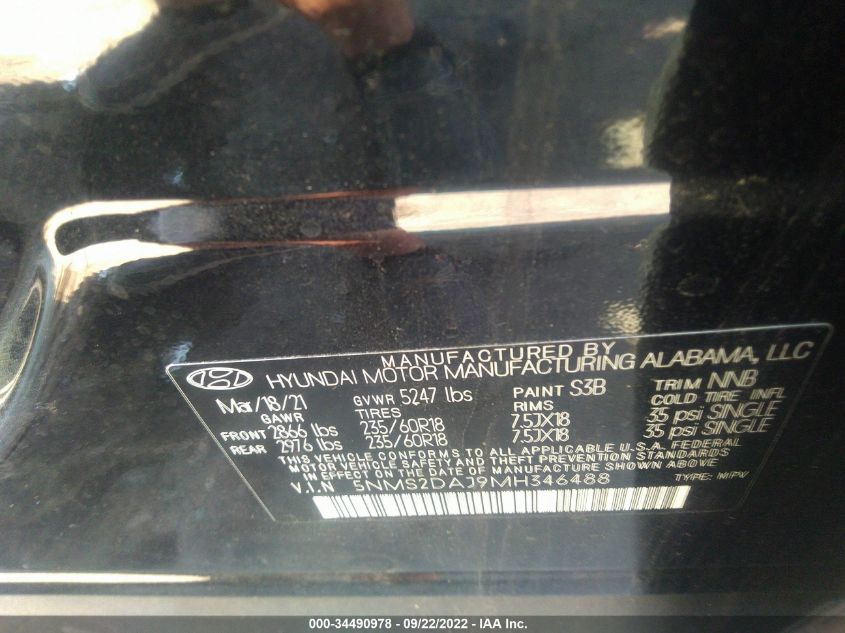 MANUFACTURED BY
HYUNDAI MOTOR MANUFACTURING ALABAMA, LLC
Mar/18/21 GVWR 5247 lbs PAINT S3B TRIM NNB
GAWR TIRES RIMS COLD TIRE INFL
FRONT 2866 lbs 235/60R18 7.5JX18 35 psi SINGLE
REAR 2976 lbs 235/60R18 7.5JX18 35 psi SINGLE
THIS VEHICLE CONFORMS TO ALL APPLICABLE U.S.A. FEDERAL
MOTOR VEHICLE SAFETY AND THEFT PREVENTION STANDARDS
IN EFFECT ON THE DATE OF MANUFACTURE SHOWN ABOVE
V.I.N 5NMS2DAJ9MH346488 TYPE: MPV
000-34490978 - 09/22/2022 - IAA Inc.